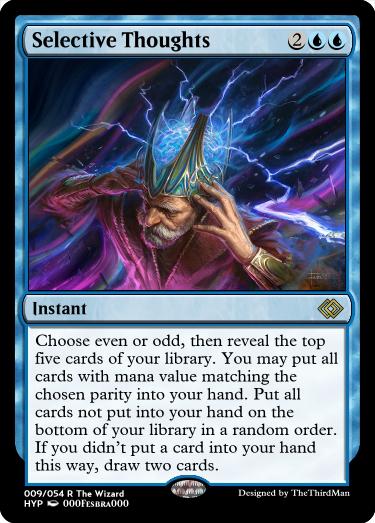 Selective Thoughts 2
Instant
Choose even or odd, then reveal the top
five cards of your library. You may put all
cards with mana value matching the
chosen parity into your hand. Put all
cards not put into your hand on the
bottom of your library in a random order.
If you didn't put a card into your hand
this way, draw two cards.
009/054 R The Wizard
HYP 000FESBRA000 Designed by TheThirdMan